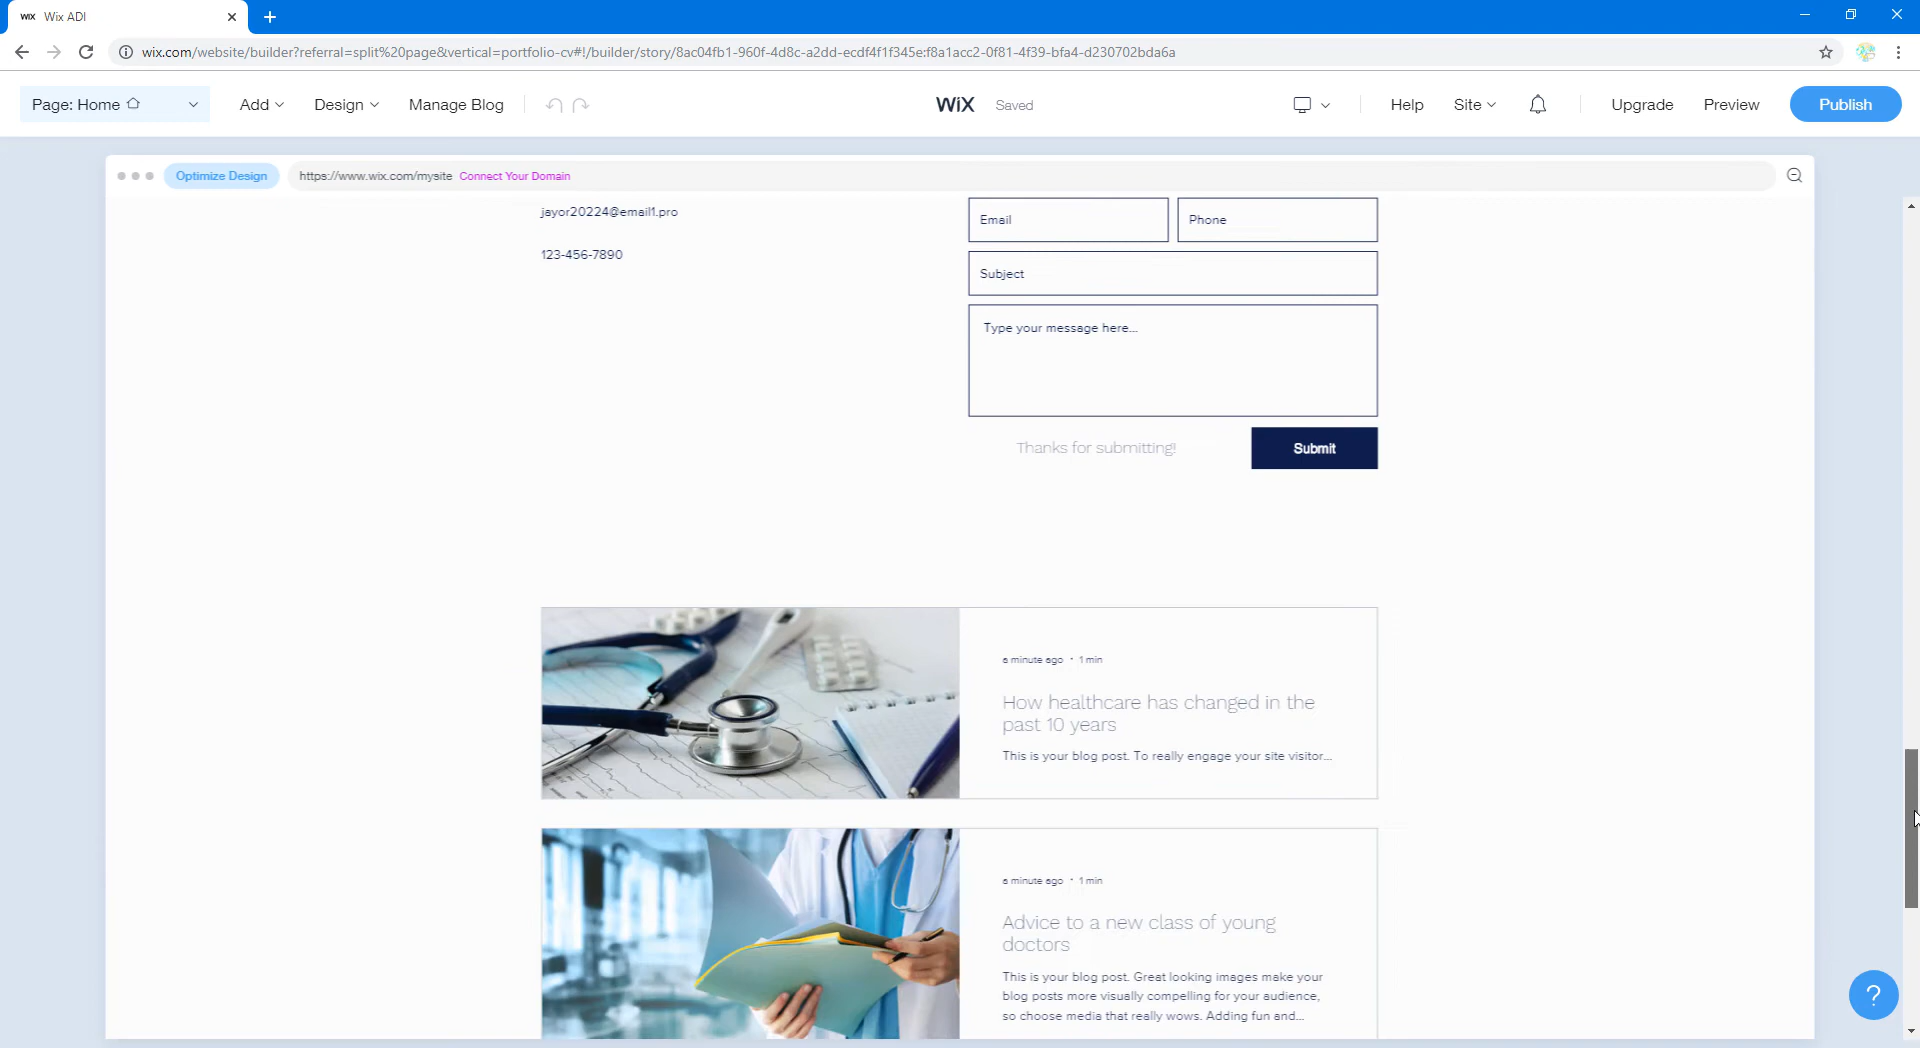 WiX Wix ADI
wix.com/website/builder?referral=split%20page&vertical=portfolio-cv#!/builder/story/8ac04fb1-960f-4d8c-a2dd-ecdf4f1f345e:f8a1acc2-0f81-4f39-bfa4-d230702bda6a
Page: Home Add Design Manage Blog WiX Saved Help Site Upgrade Preview Publish
Optimize Design https://www.wix.com/mysite Connect Your Domain
jayor20224@email1.pro
Email Phone
123-456-7890
Subject
Type your message here...
Thanks for submitting! Submit
a minute ago · 1 min
How healthcare has changed in the
past 10 years
This is your blog post. To really engage your site visitor...
a minute ago · 1 min
Advice to a new class of young
doctors
This is your blog post. Great looking images make your
blog posts more visually compelling for your audience,
so choose media that really wows. Adding fun and...
?